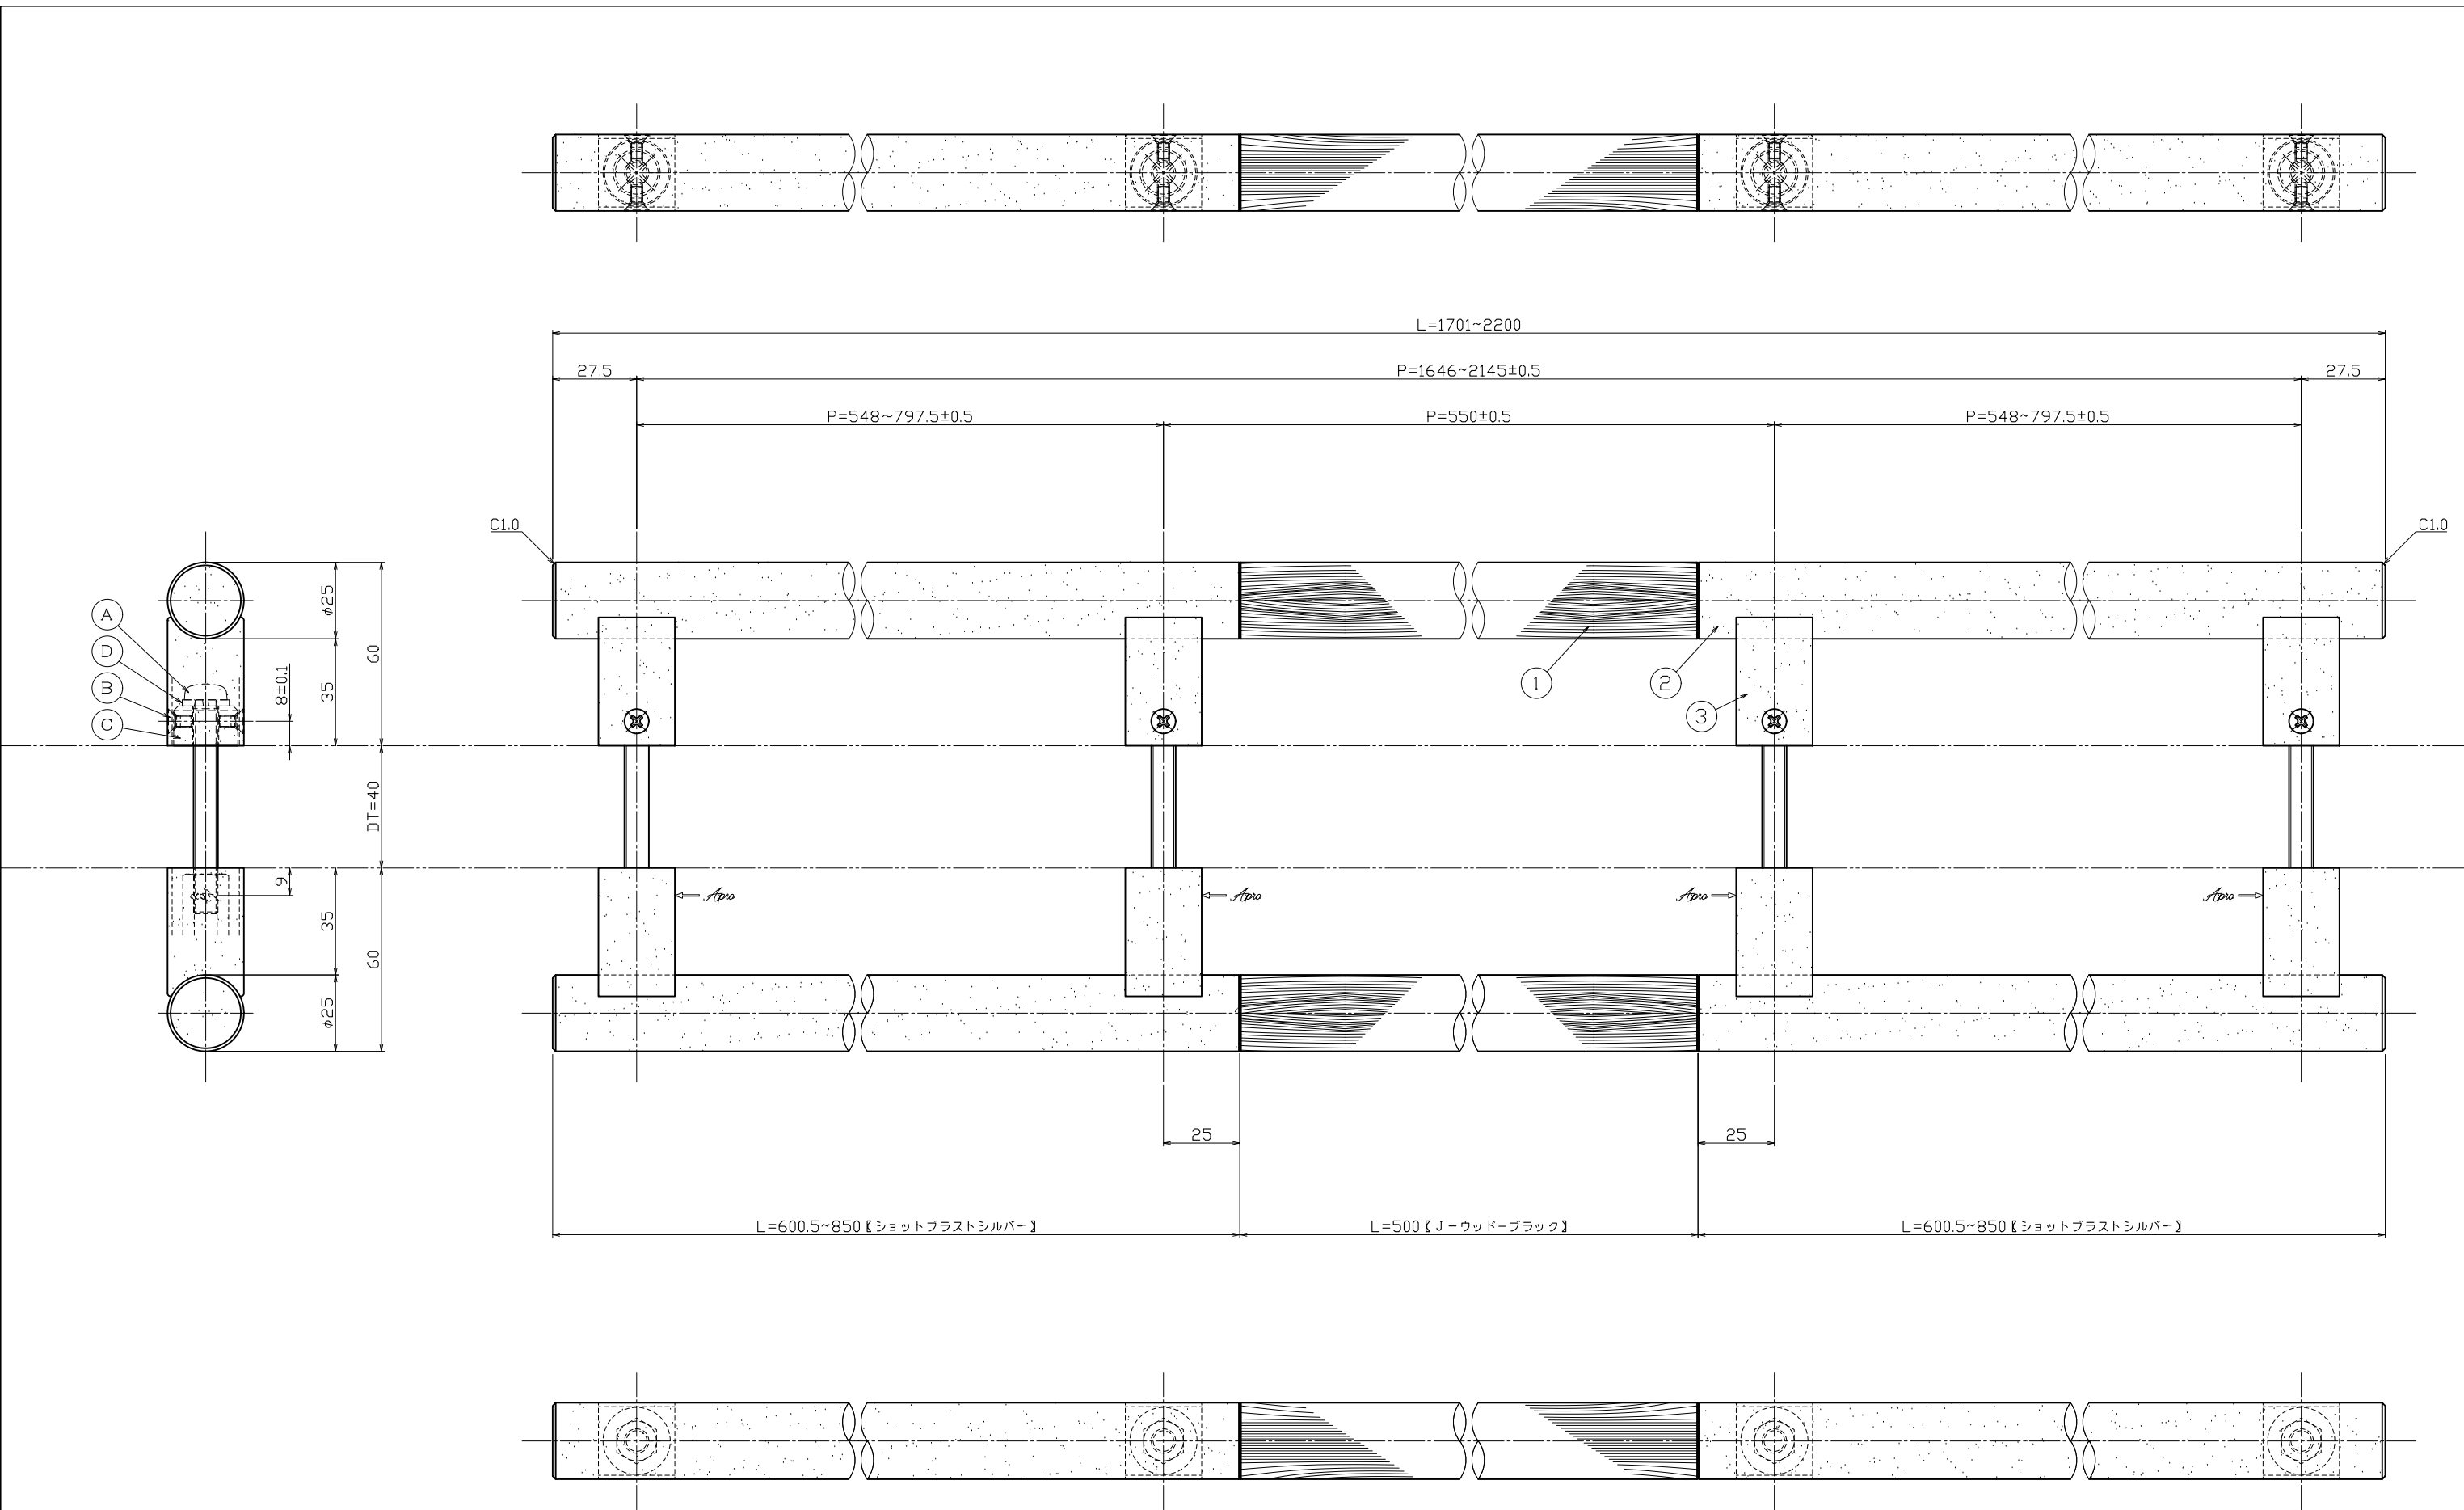 L=1701~2200
27.5
P=1646~2145±0.5
27.5
P=548~797.5±0.5
P=550±0.5
P=548~797.5±0.5
C1.0
C1.0
A
D
B
C
φ25
60
35
8±0.1
1
2
3
DT=40
9
35
60
φ25
Apro
Apro
Apro
Apro
25
25
L=600.5~850〖ショットブラストシルバー〗
L=500〖J-ウッドーブラック〗
L=600.5~850〖ショットブラストシルバー〗